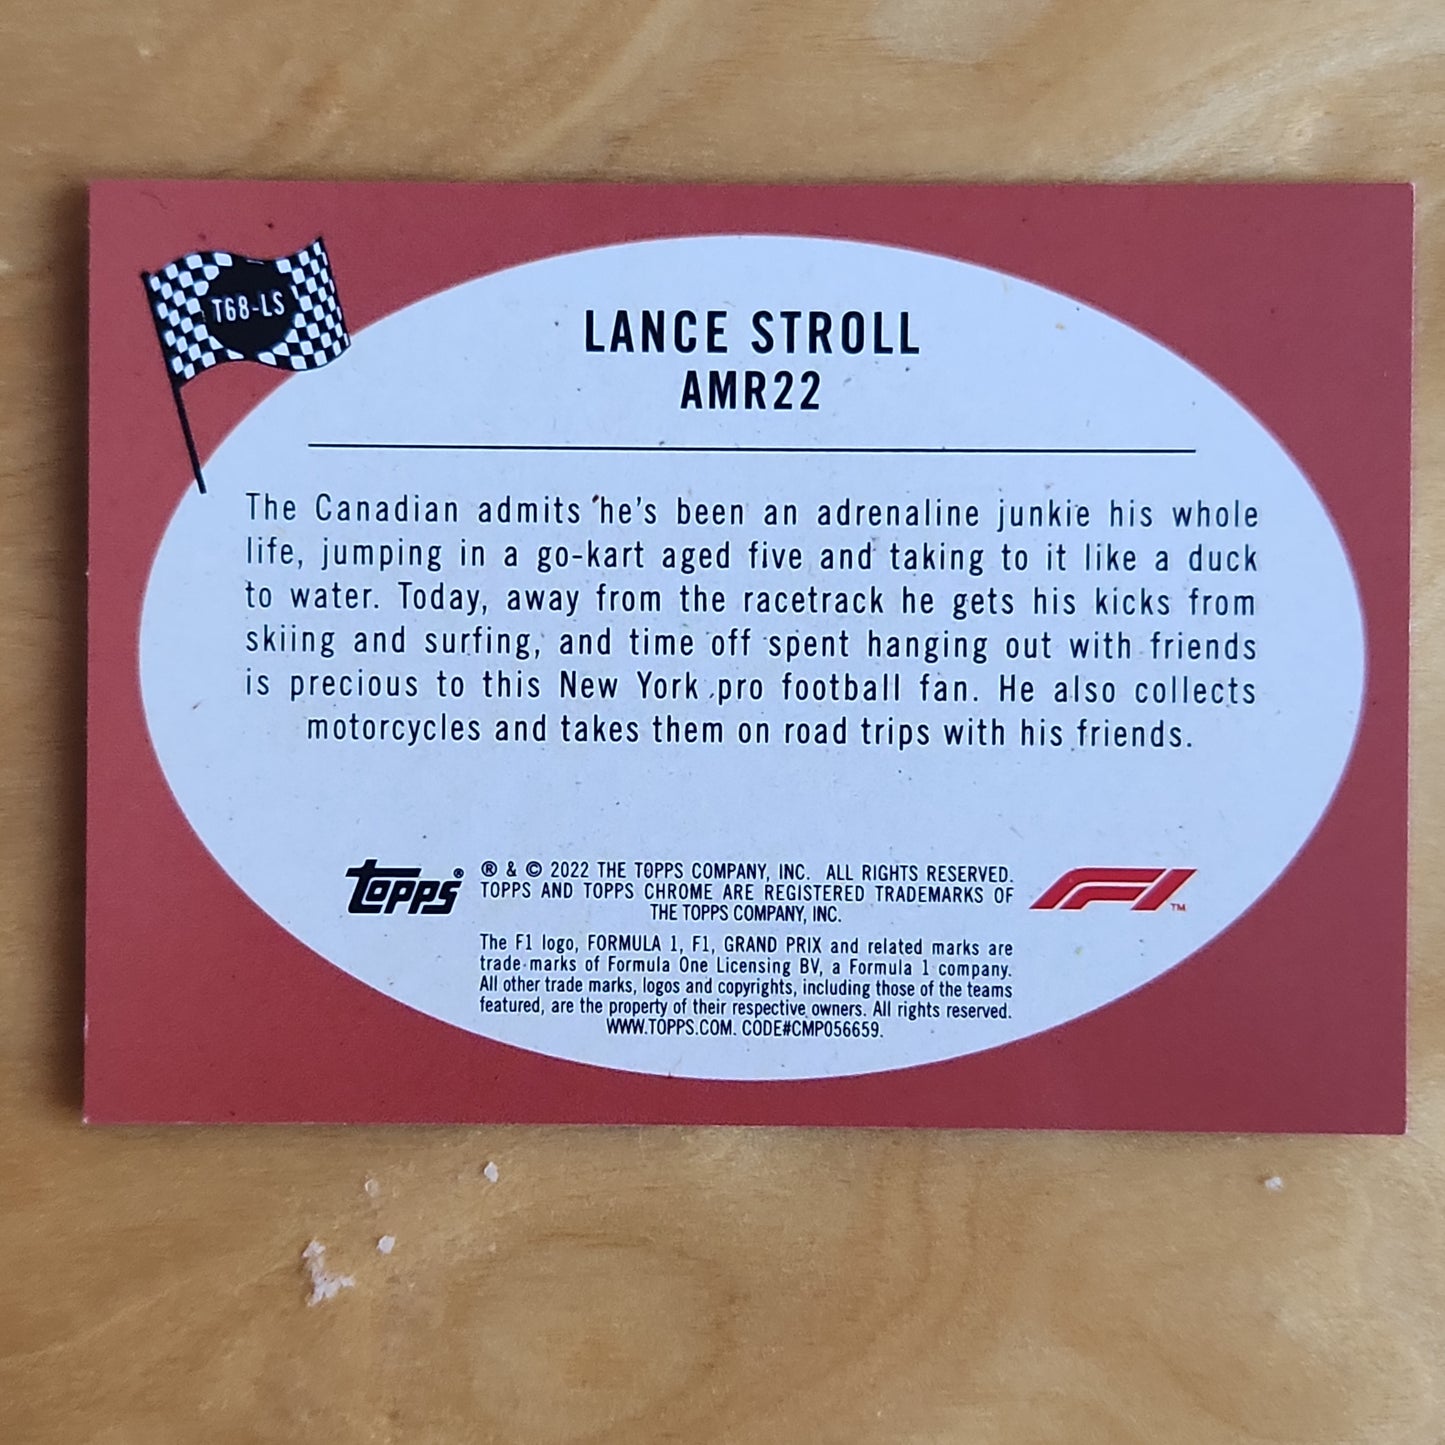 T68-LS
LANCE STROLL
AMR22
The Canadian admits he's been an adrenaline junkie his whole
life, jumping in a go-kart aged five and taking to it like a duck
to water. Today, away from the racetrack he gets his kicks from
skiing and surfing, and time off spent hanging out with friends
is precious to this New York pro football fan. He also collects
motorcycles and takes them on road trips with his friends.
topps®
® & © 2022 THE TOPPS COMPANY, INC. ALL RIGHTS RESERVED.
TOPPS AND TOPPS CHROME ARE REGISTERED TRADEMARKS OF
THE TOPPS COMPANY, INC.
F1™
The F1 logo, FORMULA 1, F1, GRAND PRIX and related marks are
trade marks of Formula One Licensing BV, a Formula 1 company.
All other trade marks, logos and copyrights, including those of the teams
featured, are the property of their respective owners. All rights reserved.
WWW.TOPPS.COM. CODE#CMP056659.